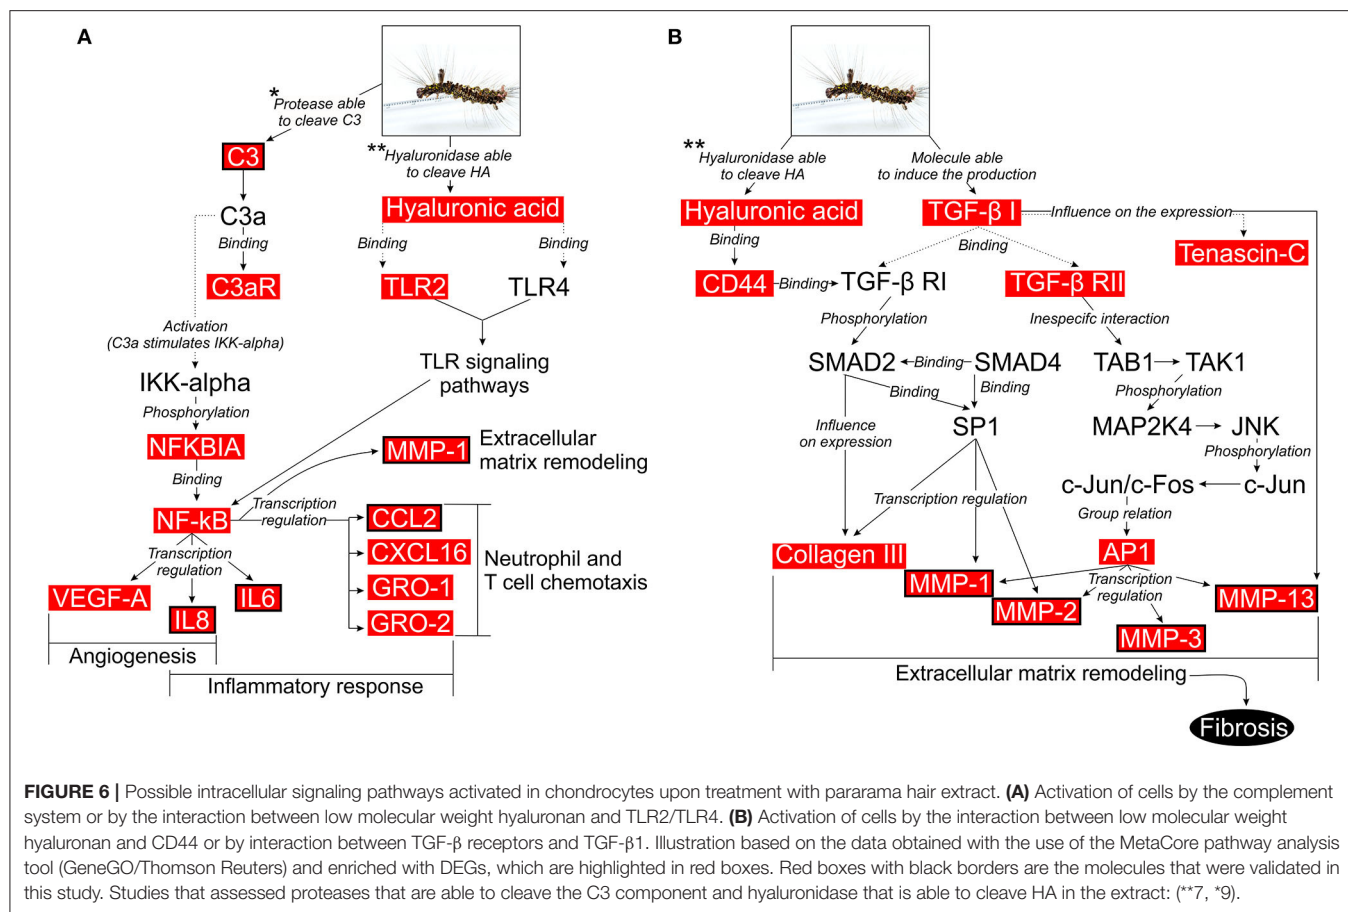 A
* Protease able
to cleave C3
** Hyaluronidase able
to cleave HA
C3
Hyaluronic acid
C3a
Binding
Binding
Binding
C3aR
TLR2
TLR4
Activation
(C3a stimulates IKK-alpha)
TLR signaling
pathways
IKK-alpha
Phosphorylation
NFKBIA
MMP-1
Extracellular
matrix remodeling
Binding
NF-kB
Transcription
regulation
CCL2
CXCL16
GRO-1
GRO-2
Neutrophil and
T cell chemotaxis
Transcription
regulation
VEGF-A
IL8
IL6
Angiogenesis
Inflammatory response
B
** Hyaluronidase able
to cleave HA
Molecule able
to induce the production
Hyaluronic acid
TGF-β I
Influence on the expression
Binding
Binding
Tenascin-C
CD44
Binding
TGF-β RI
TGF-β RII
Phosphorylation
Inespecifc interaction
SMAD2
Binding
SMAD4
TAB1
TAK1
Binding
Binding
Phosphorylation
Influence
on expression
SP1
MAP2K4
JNK
Phosphorylation
c-Jun/c-Fos
c-Jun
Transcription regulation
Group relation
Collagen III
AP1
MMP-1
MMP-2
Transcription
regulation
MMP-13
MMP-3
Extracellular matrix remodeling
Fibrosis
FIGURE 6 | Possible intracellular signaling pathways activated in chondrocytes upon treatment with pararama hair extract. (A) Activation of cells by the complement
system or by the interaction between low molecular weight hyaluronan and TLR2/TLR4. (B) Activation of cells by the interaction between low molecular weight
hyaluronan and CD44 or by interaction between TGF-β receptors and TGF-β1. Illustration based on the data obtained with the use of the MetaCore pathway analysis
tool (GeneGO/Thomson Reuters) and enriched with DEGs, which are highlighted in red boxes. Red boxes with black borders are the molecules that were validated in
this study. Studies that assessed proteases that are able to cleave the C3 component and hyaluronidase that is able to cleave HA in the extract: (**7, *9).